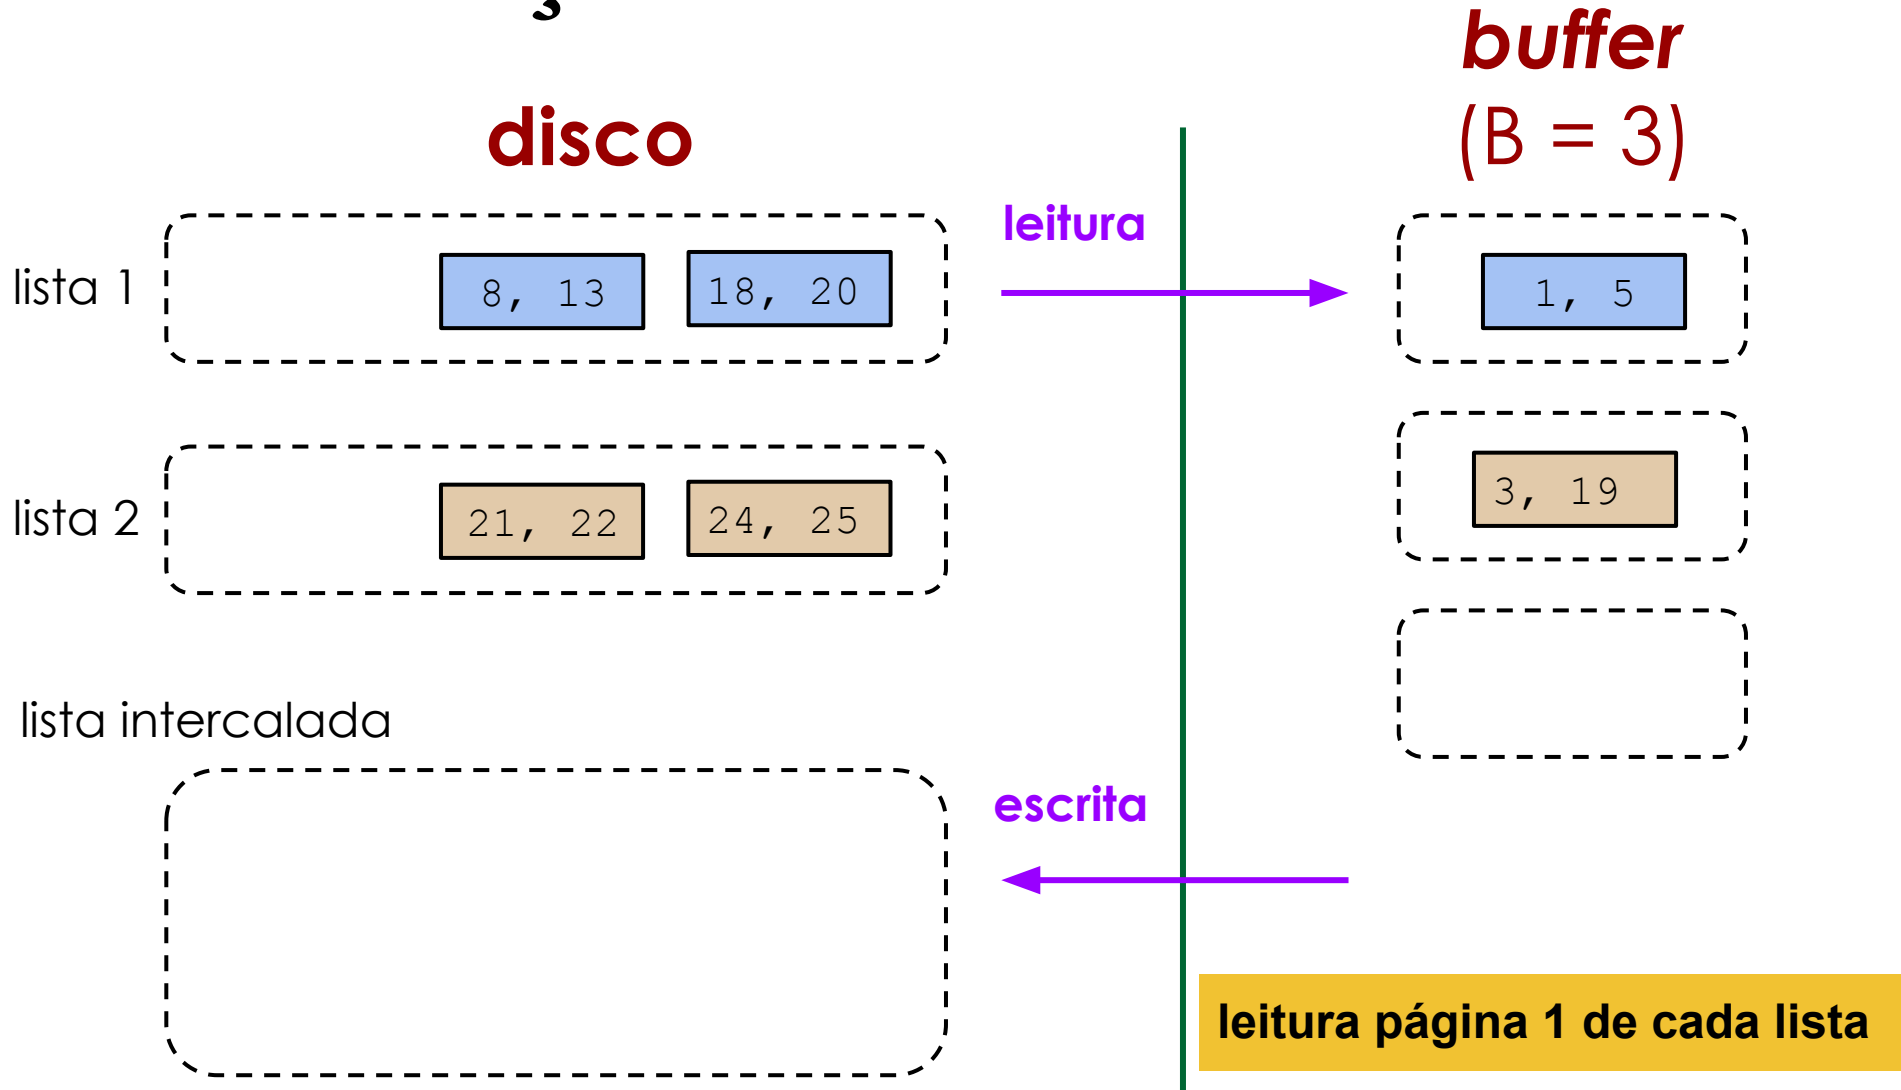 disco
buffer
(B = 3)
lista 1
8, 13
18, 20
leitura
1, 5
lista 2
21, 22
24, 25
3, 19
lista intercalada
escrita
leitura página 1 de cada lista